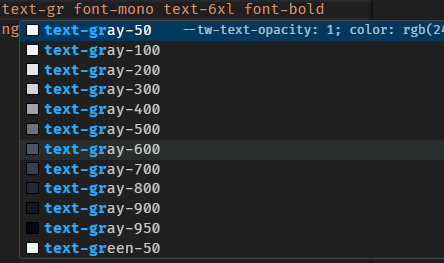 text-gr font-mono text-6xl font-bold
ng
text-gray-50 --tw-text-opacity: 1; color: rgb(24
text-gray-100
text-gray-200
text-gray-300
text-gray-400
text-gray-500
text-gray-600
text-gray-700
text-gray-800
text-gray-900
text-gray-950
text-green-50